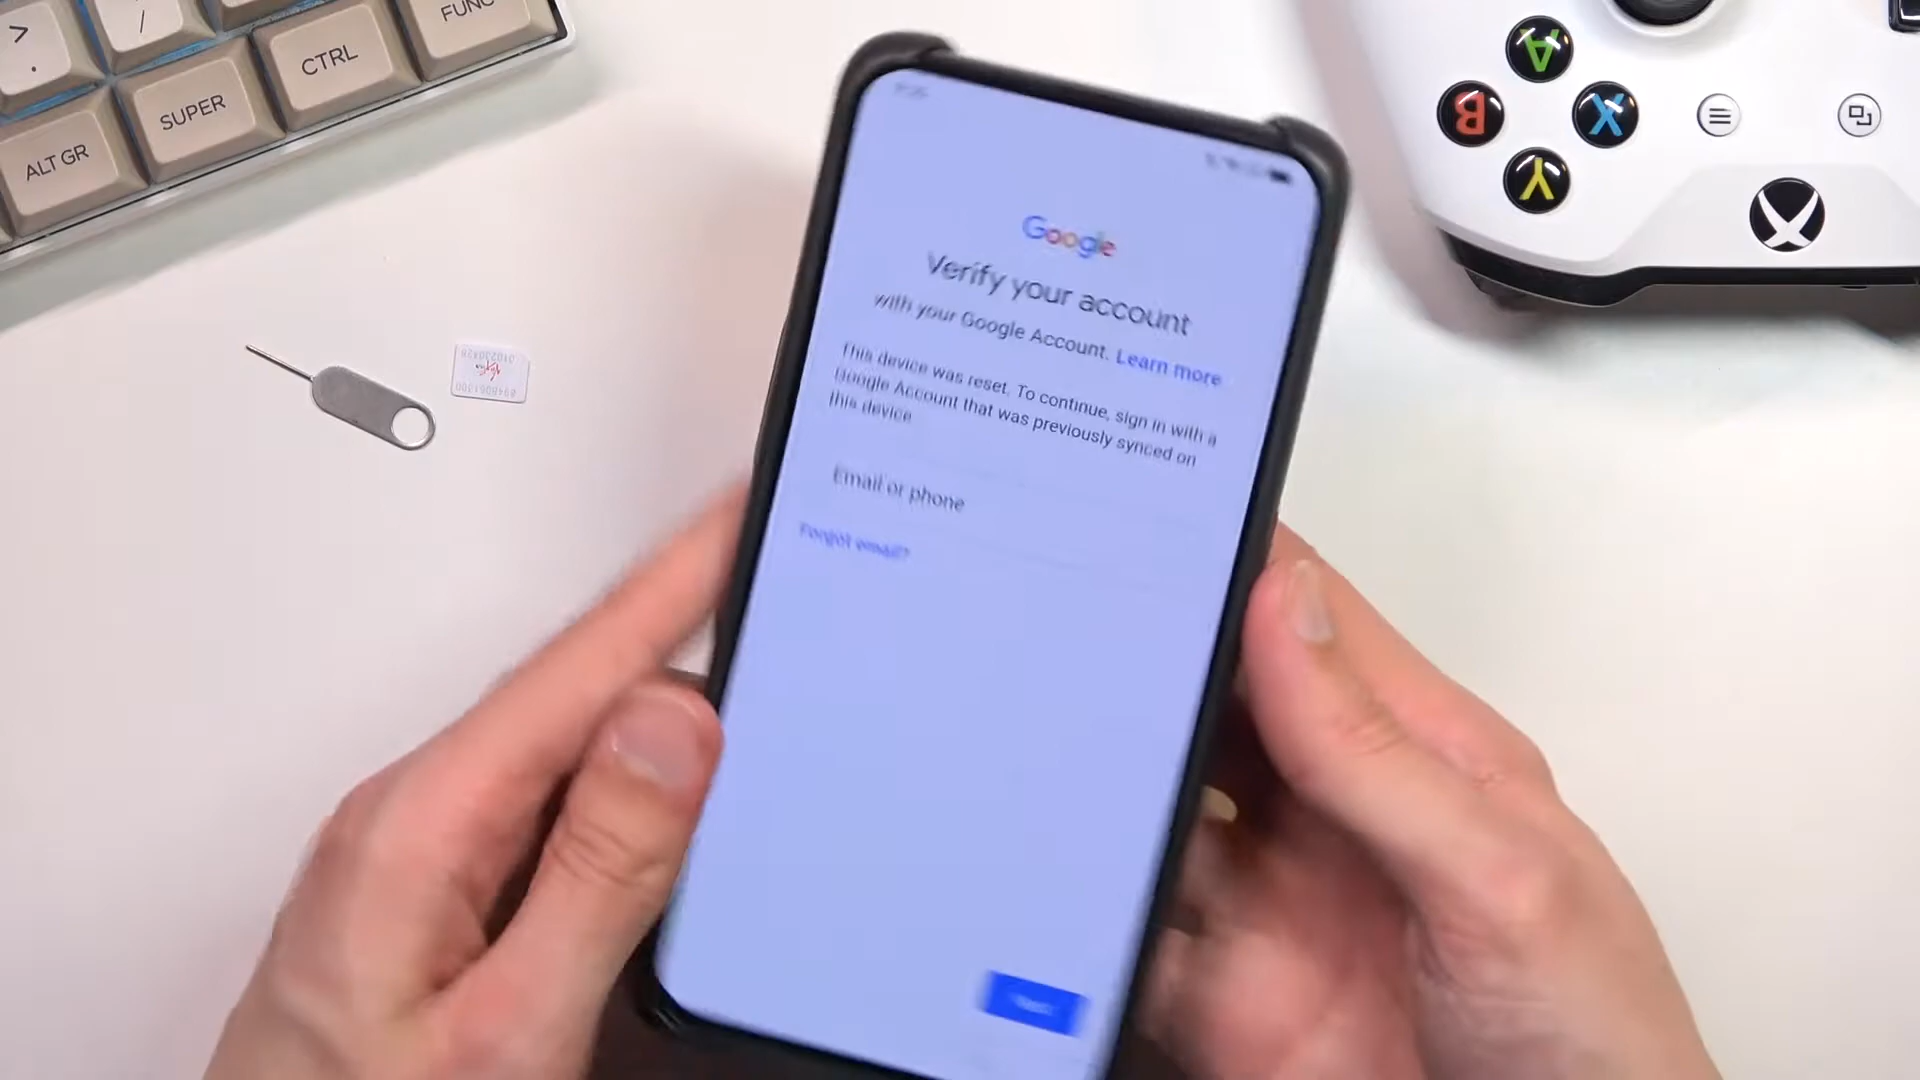 >
.
/
FUNC
CTRL
SUPER
ALT GR
Google
Verify your account
with your Google Account. Learn more
This device was reset. To continue, sign in with a
Google Account that was previously synced on
this device.
Email or phone
Forgot email?
Next
A
B
X
Y